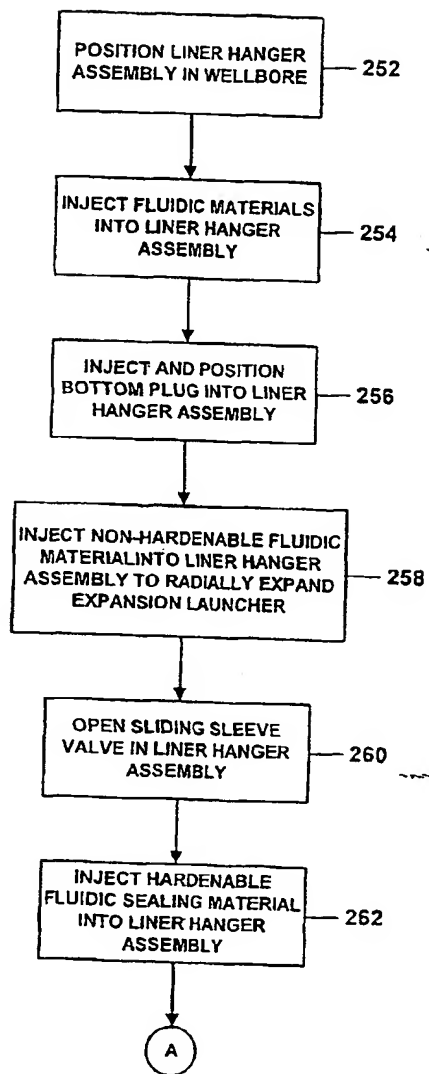 POSITION LINER HANGER
ASSEMBLY IN WELLBORE
252
INJECT FLUIDIC MATERIALS
INTO LINER HANGER
ASSEMBLY
254
INJECT AND POSITION
BOTTOM PLUG INTO LINER
HANGER ASSEMBLY
256
INJECT NON-HARDENABLE FLUIDIC
MATERIALINTO LINER HANGER
ASSEMBLY TO RADIALLY EXPAND
EXPANSION LAUNCHER
258
OPEN SLIDING SLEEVE
VALVE IN LINER HANGER
ASSEMBLY
260
INJECT HARDENABLE
FLUIDIC SEALING MATERIAL
INTO LINER HANGER
ASSEMBLY
262
A